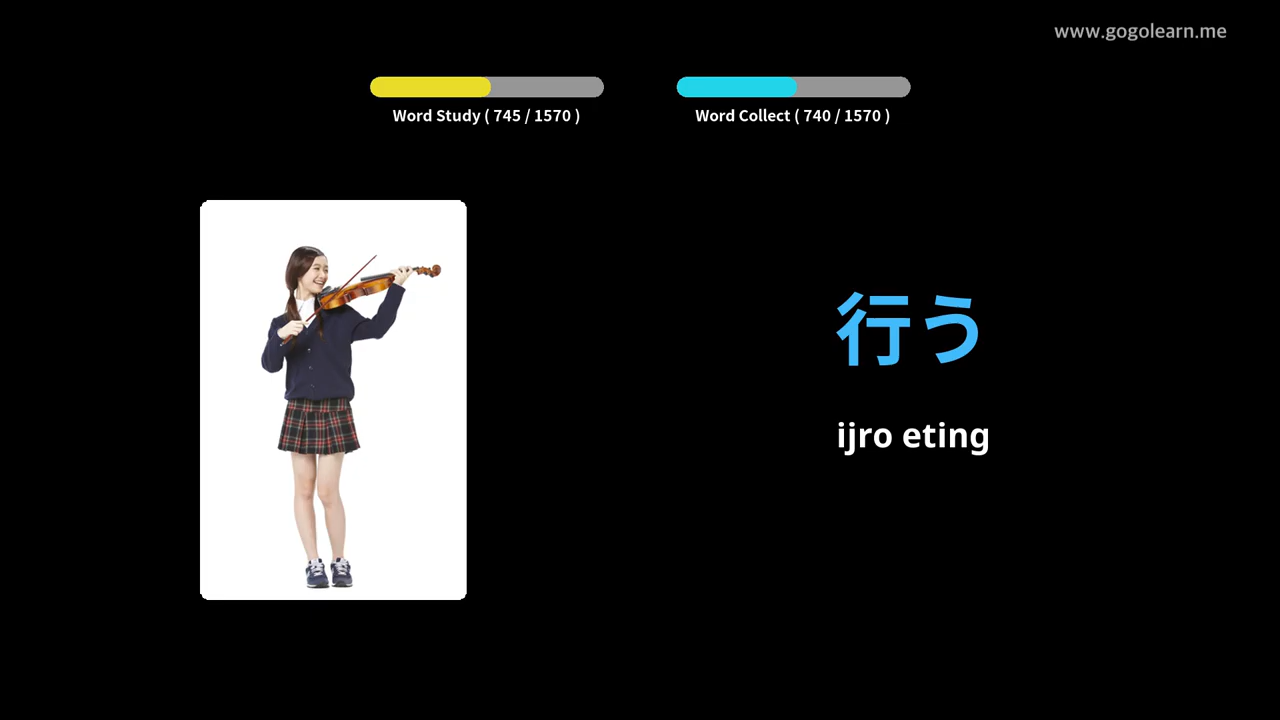 www.gogolearn.me
Word Study ( 745 / 1570 )
Word Collect ( 740 / 1570 )
行う
ijro eting